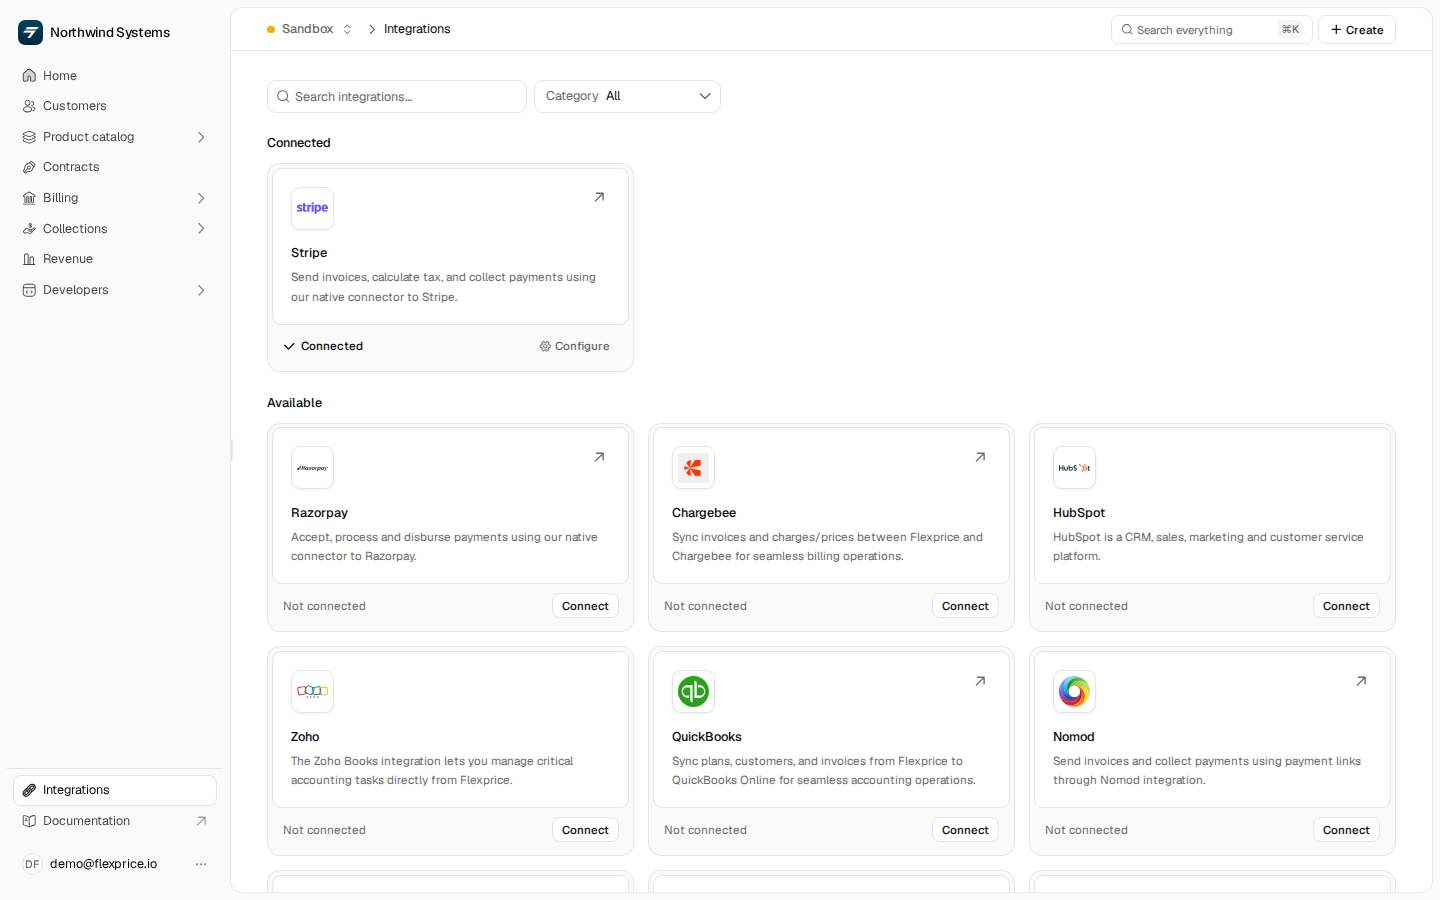 Northwind Systems
Home
Customers
Product catalog
Contracts
Billing
Collections
Revenue
Developers
Integrations
Documentation
DF demo@flexprice.io
Sandbox
Integrations
Search everything ⌘K
Create
Search integrations...
Category All
Connected
stripe
Stripe
Send invoices, calculate tax, and collect payments using
our native connector to Stripe.
Connected
Configure
Available
Razorpay
Razorpay
Accept, process and disburse payments using our native
connector to Razorpay.
Not connected
Connect
Chargebee
Sync invoices and charges/prices between Flexprice and
Chargebee for seamless billing operations.
Not connected
Connect
HubSpot
HubSpot
HubSpot is a CRM, sales, marketing and customer service
platform.
Not connected
Connect
Zoho
The Zoho Books integration lets you manage critical
accounting tasks directly from Flexprice.
Not connected
Connect
qb
QuickBooks
Sync plans, customers, and invoices from Flexprice to
QuickBooks Online for seamless accounting operations.
Not connected
Connect
Nomod
Send invoices and collect payments using payment links
through Nomod integration.
Not connected
Connect